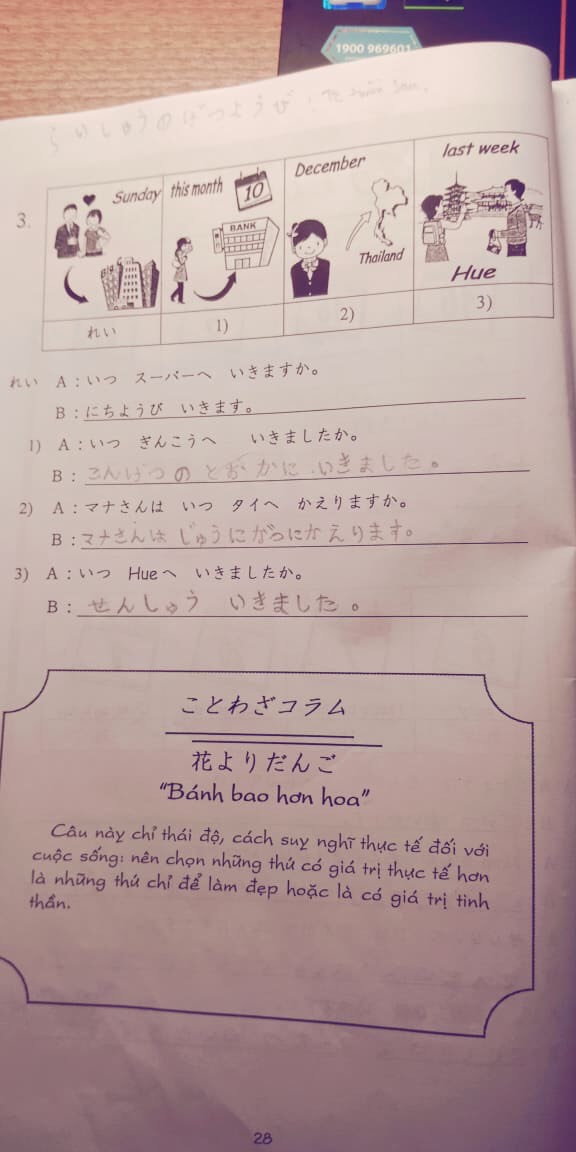 1900 969601
らいしゅうのげつようび
Sunday
this month
10
BANK
December
Thailand
last week
Hue
3.
れい
1)
2)
3)
れい A：いつ スーパーへ いきますか。
B：にちようび いきます。
1) A：いつ ぎんこうへ いきましたか。
B：こんげつ の とおかに いきました。
2) A：マナさんは いつ タイへ かえりますか。
B：マナさんは じゅうにがつにかえります。
3) A：いつ Hueへ いきましたか。
B：せんしゅう いきました。
ことわざコラム
花よりだんご
“Bánh bao hơn hoa”
Câu này chỉ thái độ, cách suy nghĩ thực tế đối với
cuộc sống: nên chọn những thứ có giá trị thực tế hơn
là những thứ chỉ để làm đẹp hoặc là có giá trị tinh
thần.
28